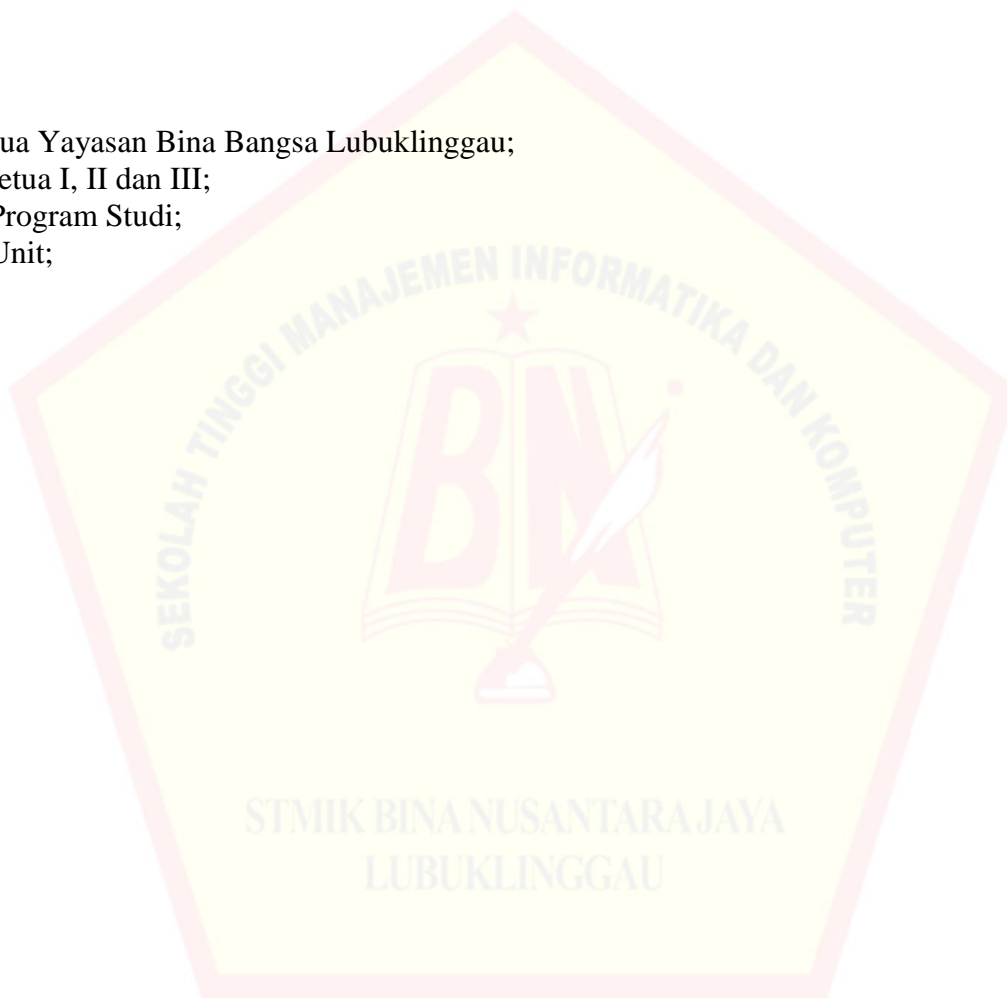 ua Yayasan Bina Bangsa Lubuklinggau;
etua I, II dan III;
Program Studi;
Unit;
SEKOLAH TINGGI MANAJEMEN INFORMATIKA DAN KOMPUTER
BN
STMIK BINA NUSANTARA JAYA
LUBUKLINGGAU